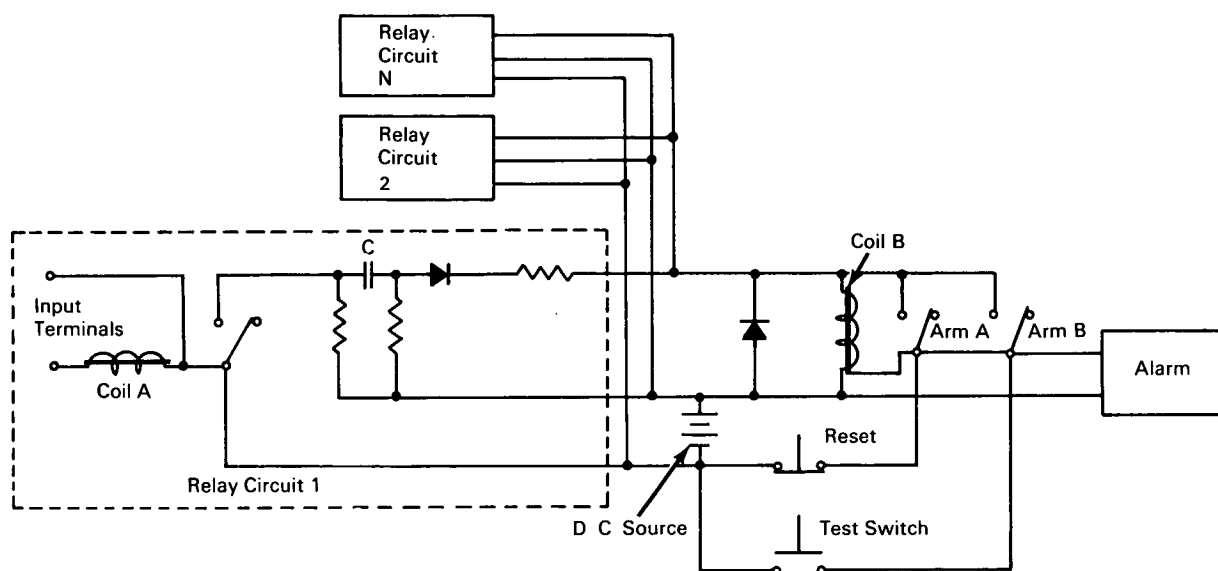 Relay
Circuit
N
Relay
Circuit
2
C
Coil B
Input
Terminals
Coil A
Arm A
Arm B
Alarm
Reset
Relay Circuit 1
D C Source
Test Switch